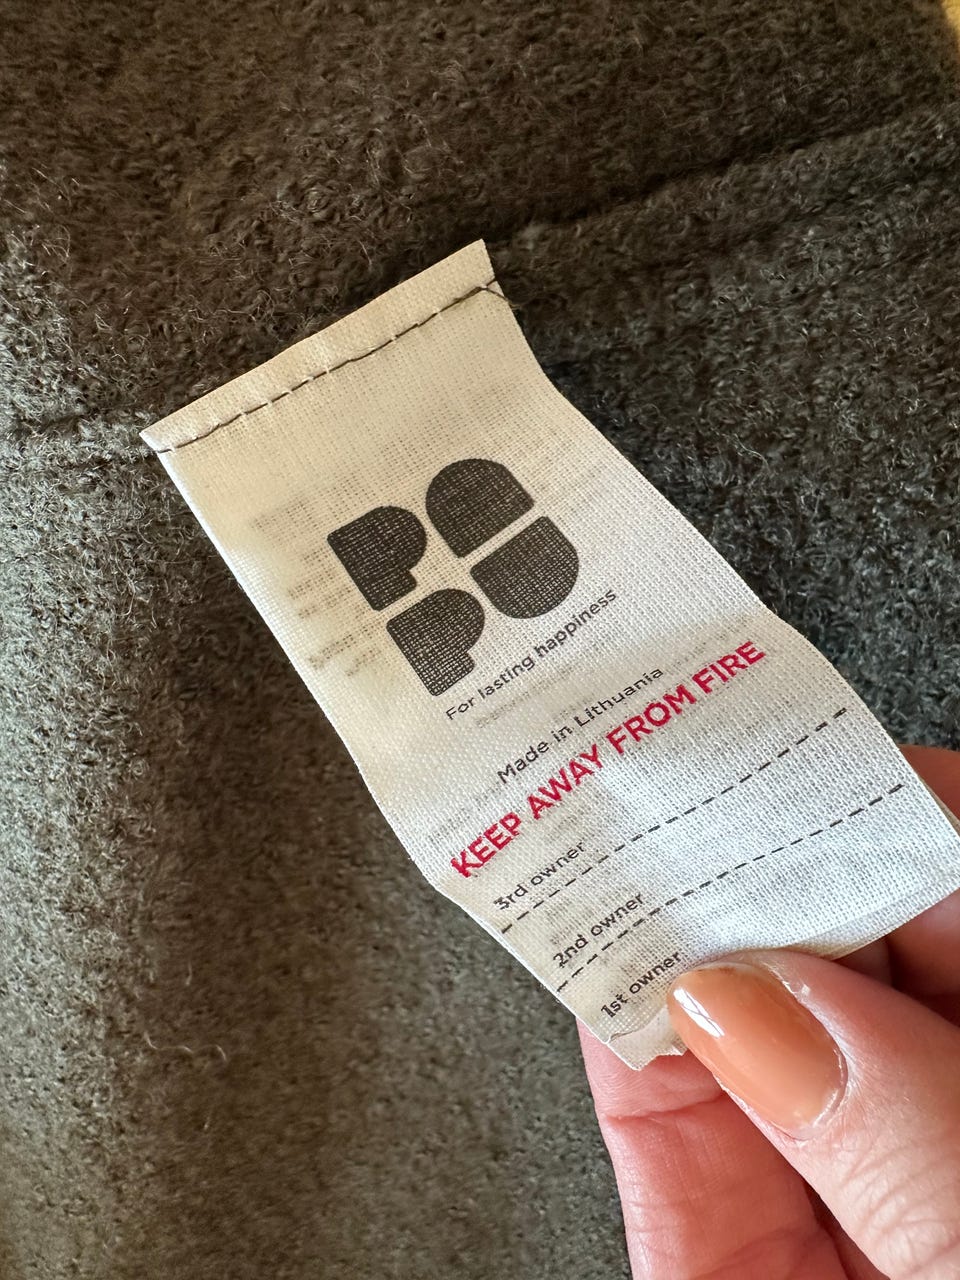 PAPU
For lasting happiness
Made in Lithuania
KEEP AWAY FROM FIRE
3rd owner
2nd owner
1st owner